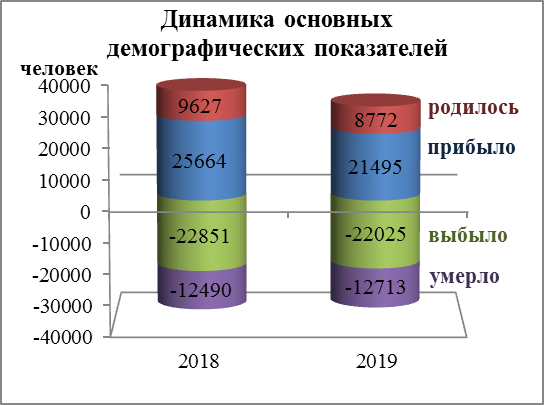 Динамика основных
демографических показателей
человек
40000
30000
20000
10000
0
-10000
-20000
-30000
-40000
9627
8772
родилось
25664
21495
прибыло
-22851
-22025
выбыло
-12490
-12713
умерло
2018
2019